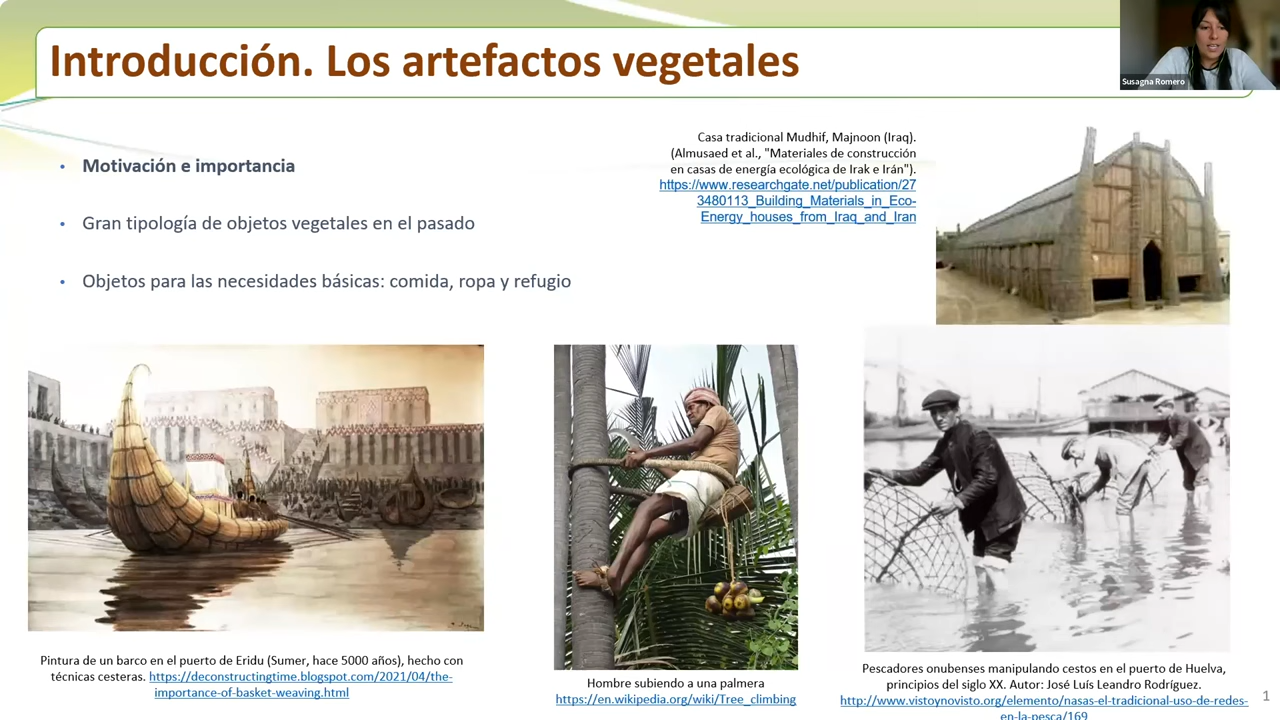 Introducción. Los artefactos vegetales
Susagna Romero
• Motivación e importancia
• Gran tipología de objetos vegetales en el pasado
• Objetos para las necesidades básicas: comida, ropa y refugio
Casa tradicional Mudhif, Majnoon (Iraq).
(Almusaed et al., "Materiales de construcción
en casas de energía ecológica de Irak e Irán").
https://www.researchgate.net/publication/27
3480113_Building_Materials_in_Eco-
Energy_houses_from_Iraq_and_Iran
Pintura de un barco en el puerto de Eridu (Sumer, hace 5000 años), hecho con
técnicas cesteras. https://deconstructingtime.blogspot.com/2021/04/the-
importance-of-basket-weaving.html
Hombre subiendo a una palmera
https://en.wikipedia.org/wiki/Tree_climbing
Pescadores onubenses manipulando cestos en el puerto de Huelva,
principios del siglo XX. Autor: José Luís Leandro Rodríguez.
http://www.vistoynovisto.org/elemento/nasas-el-tradicional-uso-de-redes-
en-la-pesca/169
1